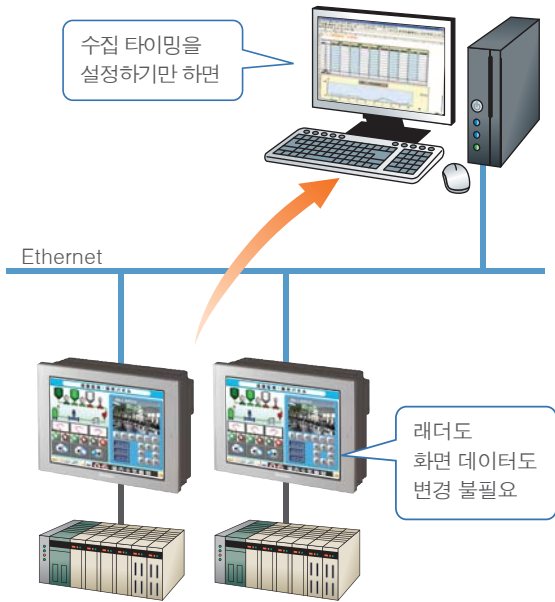 수집 타이밍을
설정하기만 하면
Ethernet
래더도
화면 데이터도
변경 불필요